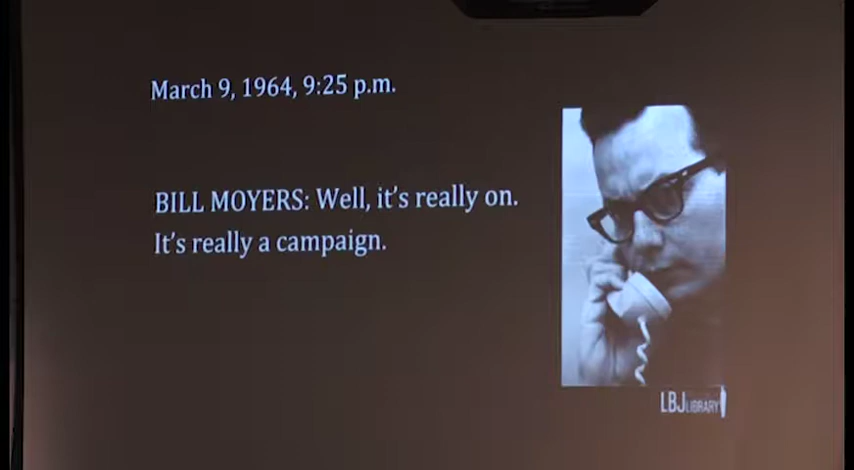 March 9, 1964, 9:25 p.m.
BILL MOYERS: Well, it's really on.
It's really a campaign.
LBJ LIBRARY